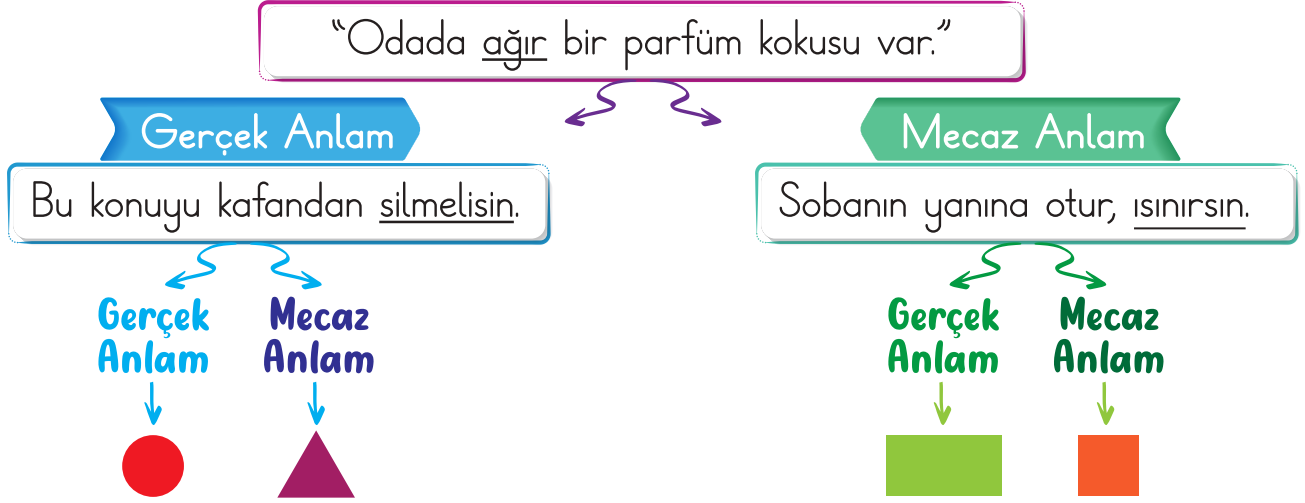 “Odada ağır bir parfüm kokusu var.”
Gerçek Anlam
Mecaz Anlam
Bu konuyu kafandan silmelisin.
Sobanın yanına otur, ısınırsın.
Gerçek
Anlam
Mecaz
Anlam
Gerçek
Anlam
Mecaz
Anlam